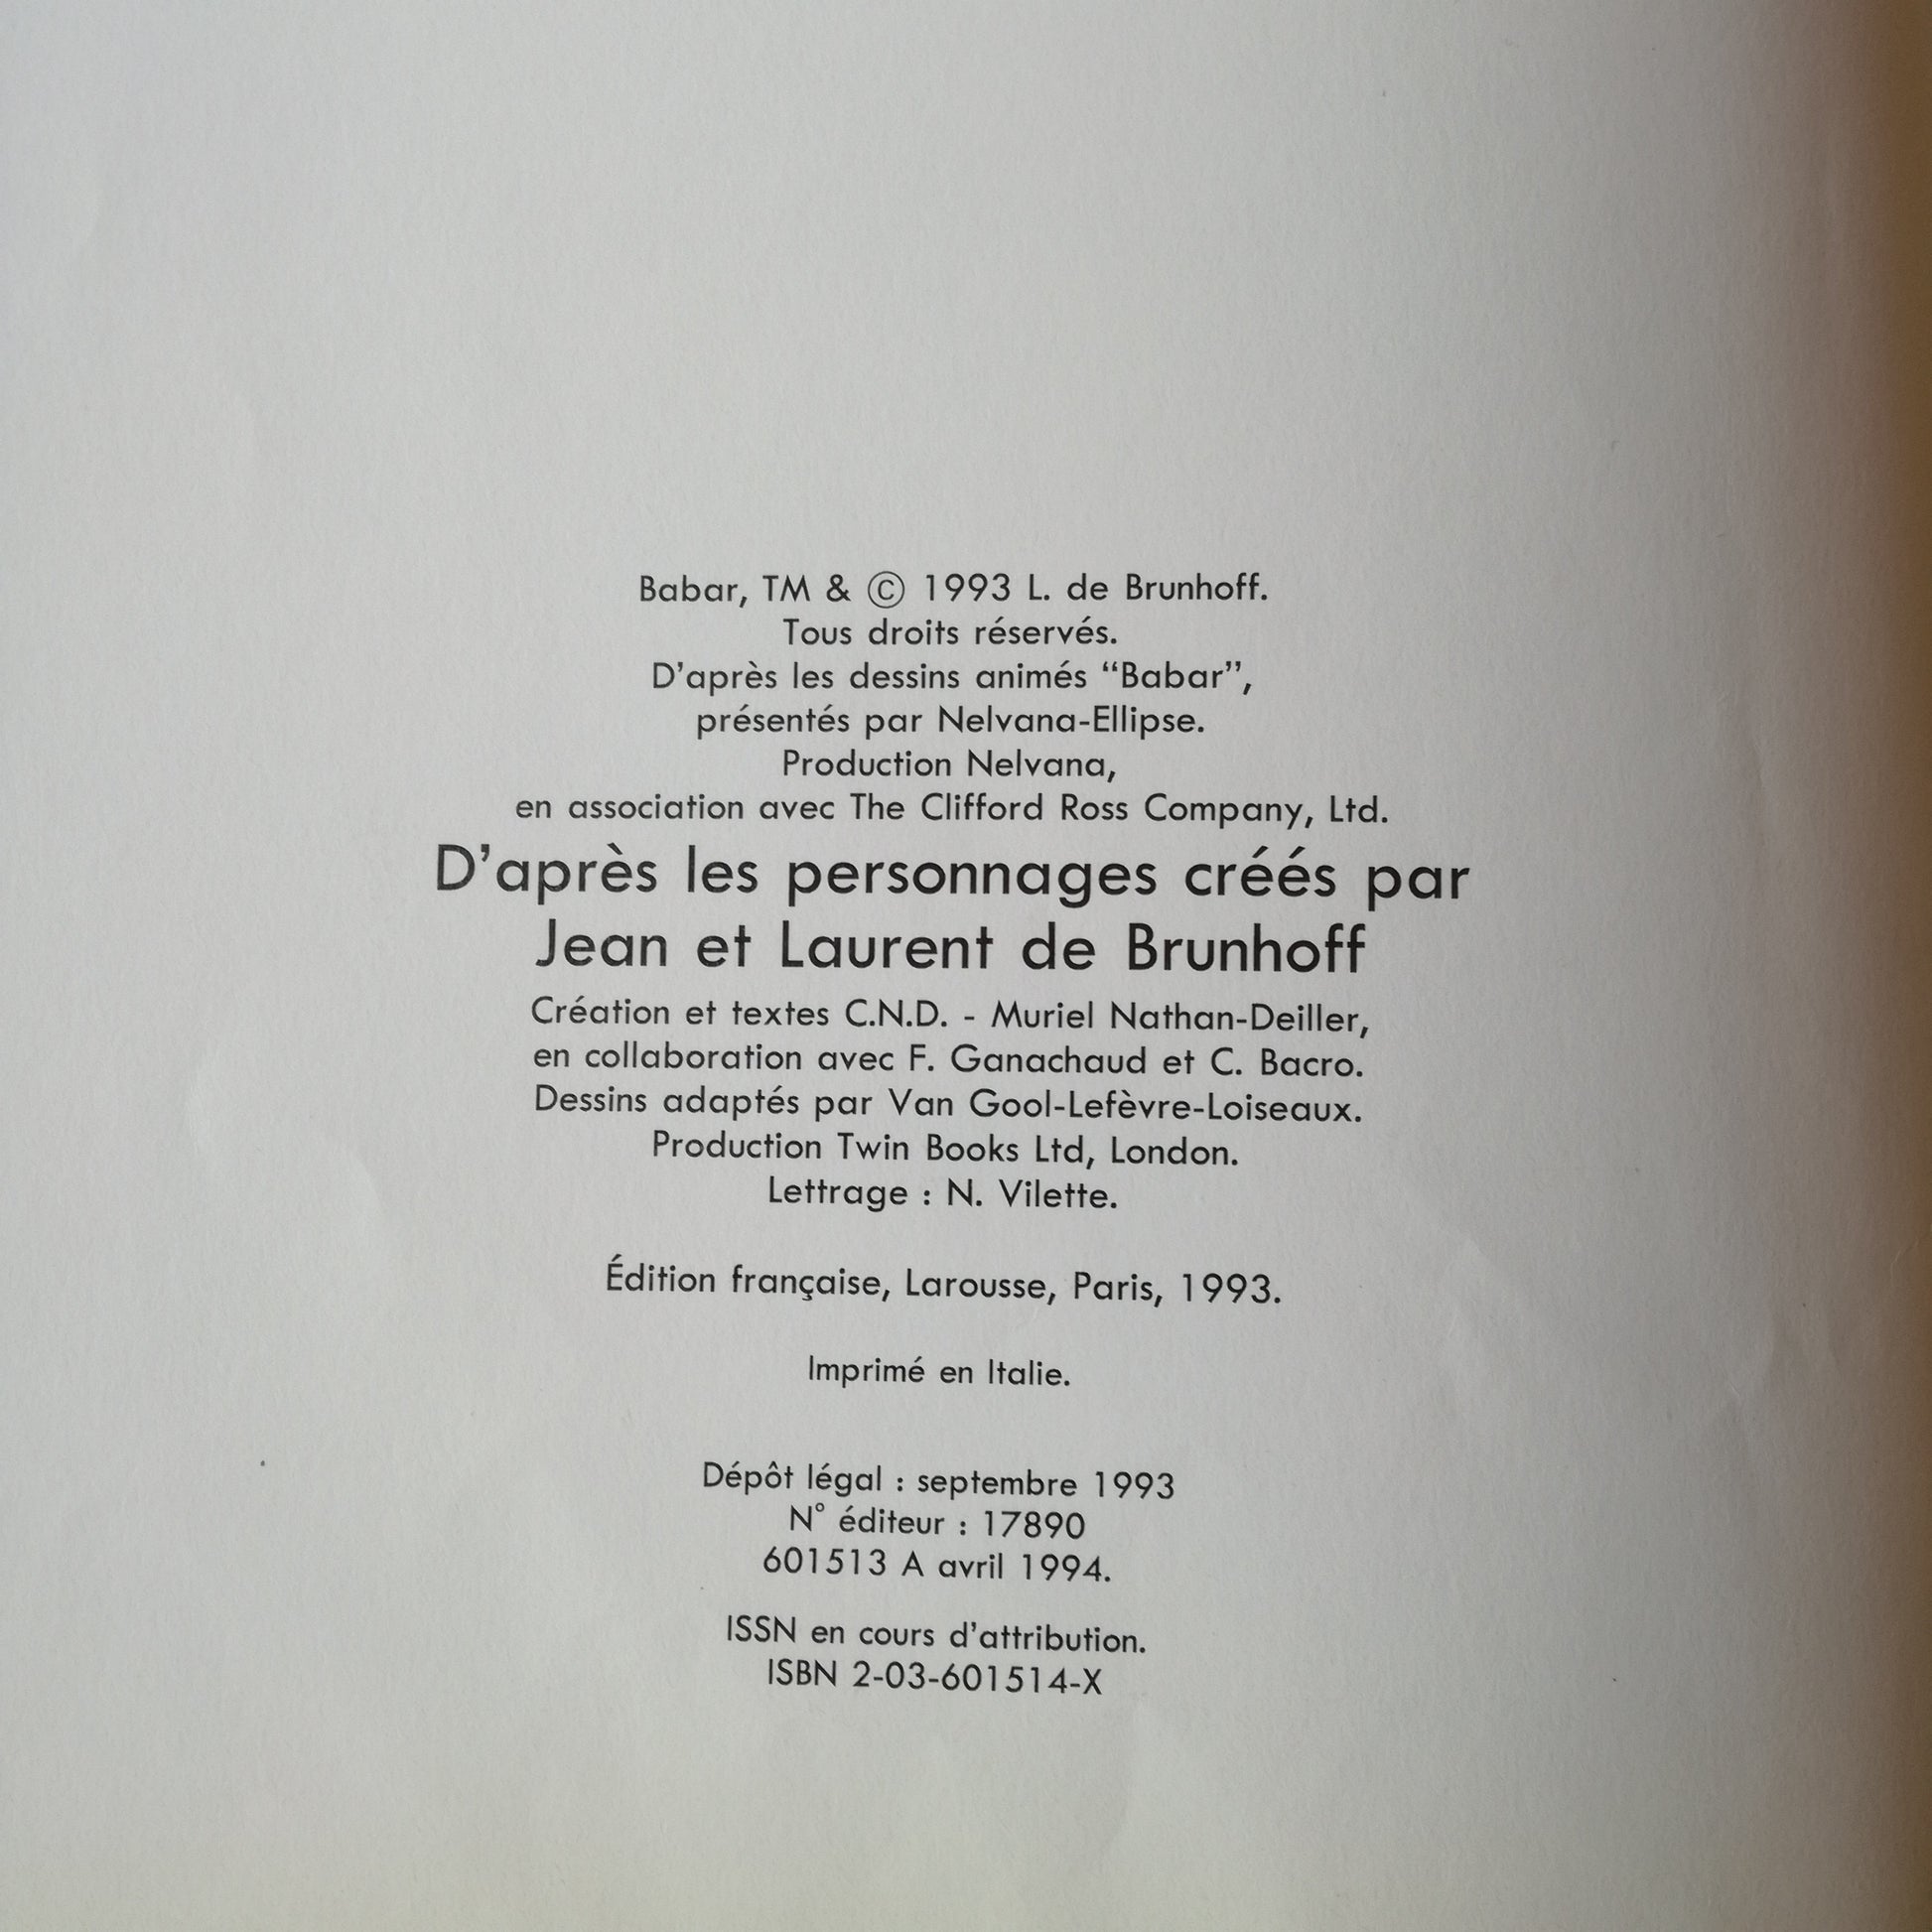 Babar, TM & © 1993 L. de Brunhoff.
Tous droits réservés.
D'après les dessins animés “Babar”,
présentés par Nelvana-Ellipse.
Production Nelvana,
en association avec The Clifford Ross Company, Ltd.
D'après les personnages créés par
Jean et Laurent de Brunhoff
Création et textes C.N.D. - Muriel Nathan-Deiller,
en collaboration avec F. Ganachaud et C. Bacro.
Dessins adaptés par Van Gool-Lefèvre-Loiseaux.
Production Twin Books Ltd, London.
Lettrage : N. Vilette.
Édition française, Larousse, Paris, 1993.
Imprimé en Italie.
Dépôt légal : septembre 1993
N° éditeur : 17890
601513 A avril 1994.
ISSN en cours d'attribution.
ISBN 2-03-601514-X